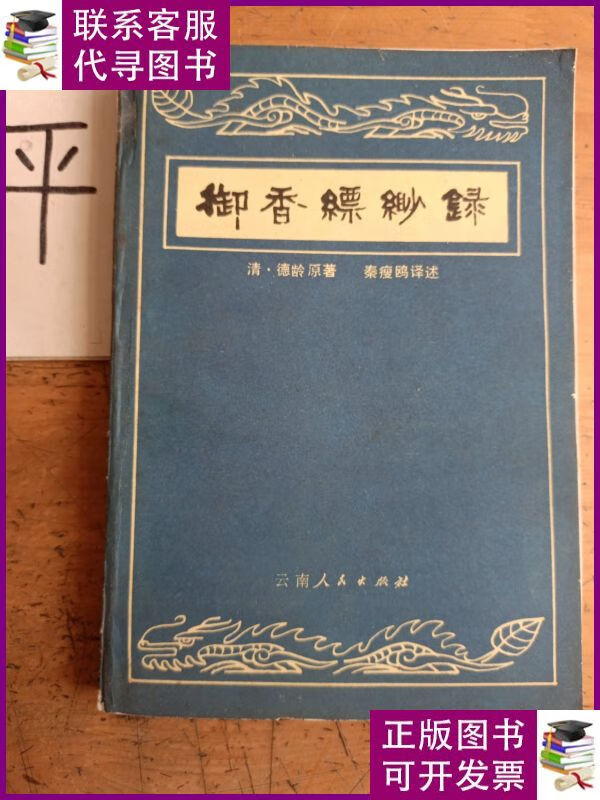 联系客服
代寻图书
平
御香縹緲錄
清·德龄原著 秦瘦鸥译述
云南人民出版社
正版图书
可开发票